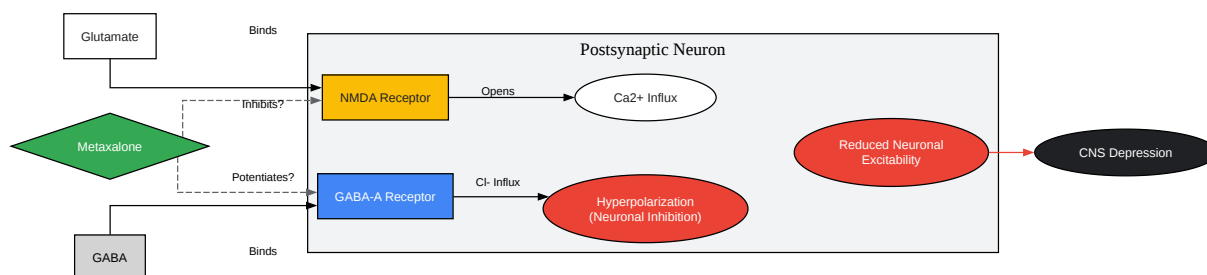 Glutamate
Binds
Postsynaptic Neuron
NMDA Receptor
Opens
Ca2+ Influx
Inhibits?
Metaxalone
Reduced Neuronal
Excitability
CNS Depression
Potentiates?
GABA-A Receptor
Cl- Influx
Hyperpolarization
(Neuronal Inhibition)
GABA
Binds